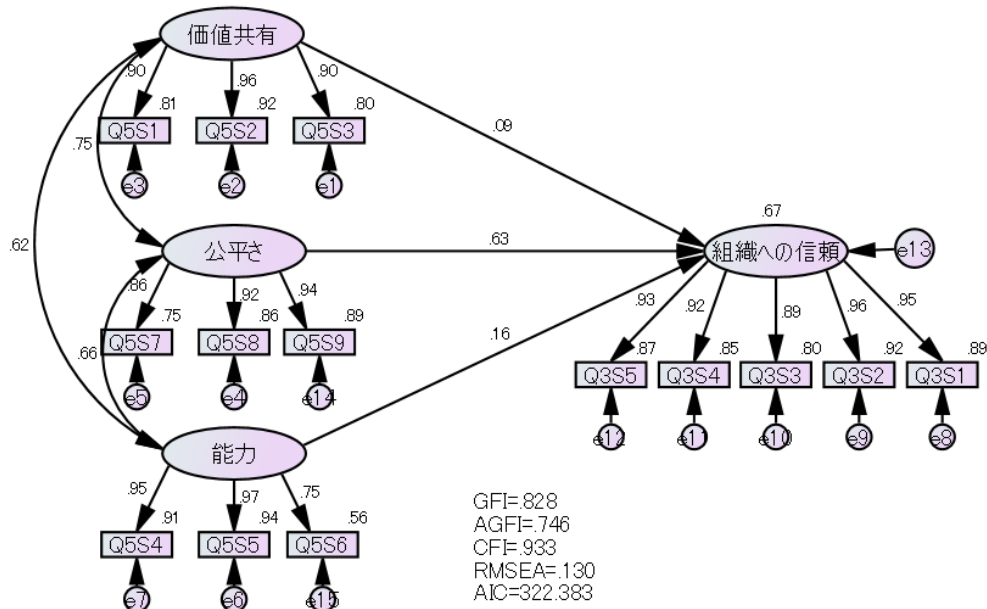 価値共有
.90
.96
.90
.81
.92
.80
Q5S1
Q5S2
Q5S3
e3
e2
e1
.75
.62
.09
.67
公平さ
.63
組織への信頼
e13
.86
.92
.94
.75
.86
.89
Q5S7
Q5S8
Q5S9
e5
e4
e14
.66
.16
.93
.92
.89
.96
.95
.87
.85
.80
.92
.89
Q3S5
Q3S4
Q3S3
Q3S2
Q3S1
e12
e11
e10
e9
e8
能力
.95
.97
.75
.91
.94
.56
Q5S4
Q5S5
Q5S6
e7
e6
e15
GFI=.828
AGFI=.746
CFI=.933
RMSEA=.130
AIC=322.383